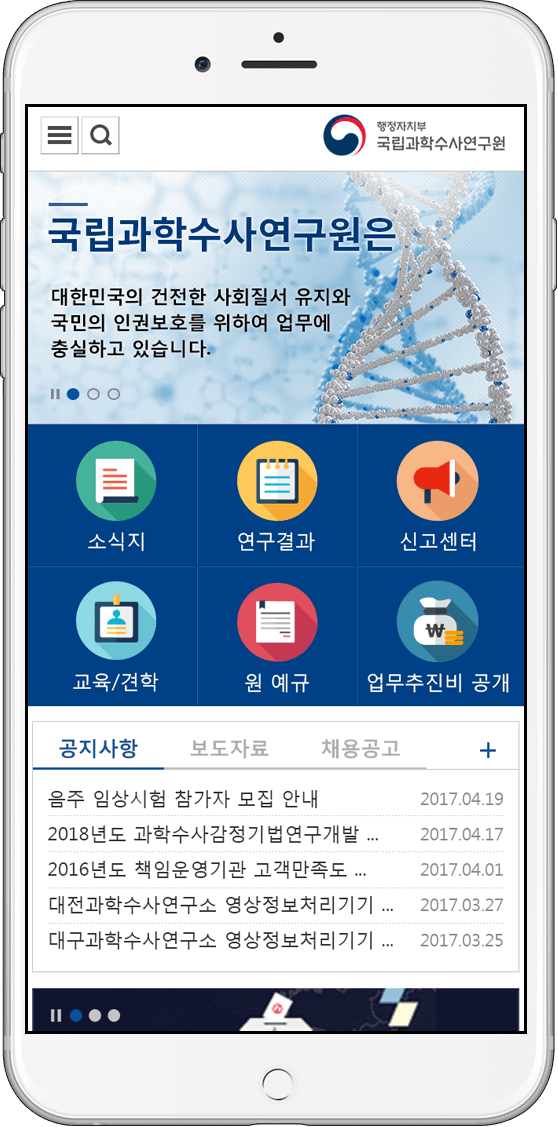 행정자치부
국립과학수사연구원
국립과학수사연구원은
대한민국의 건전한 사회질서 유지와
국민의 인권보호를 위하여 업무에
충실하고 있습니다.
소식지 연구결과 신고센터
교육/견학 원 예규 업무추진비 공개
공지사항 보도자료 채용공고 +
음주 임상시험 참가자 모집 안내 2017.04.19
2018년도 과학수사감정기법연구개발 ... 2017.04.17
2016년도 책임운영기관 고객만족도 ... 2017.04.01
대전과학수사연구소 영상정보처리기기 ... 2017.03.27
대구과학수사연구소 영상정보처리기기 ... 2017.03.25